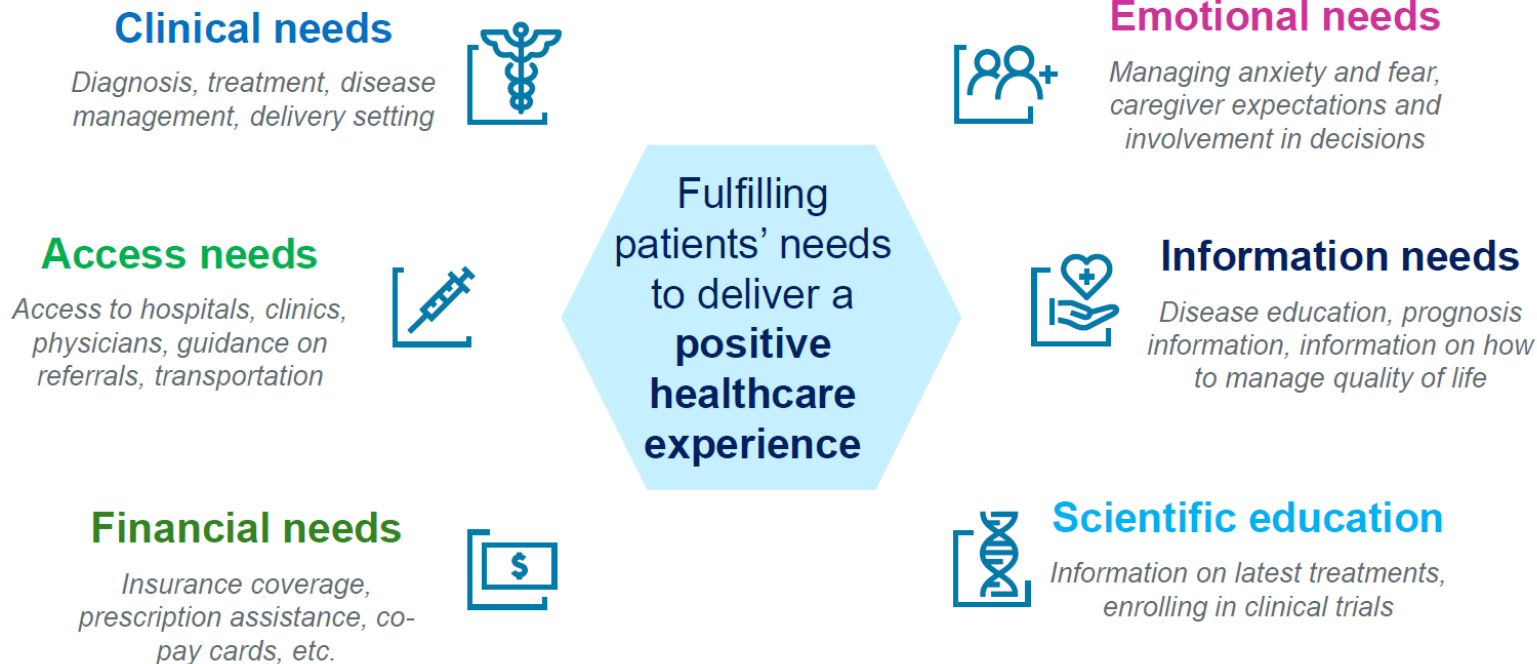 Clinical needs
Diagnosis, treatment, disease
management, delivery setting
Access needs
Access to hospitals, clinics,
physicians, guidance on
referrals, transportation
Financial needs
Insurance coverage,
prescription assistance, co-
pay cards, etc.
Fulfilling
patients’ needs
to deliver a
positive
healthcare
experience
Emotional needs
Managing anxiety and fear,
caregiver expectations and
involvement in decisions
Information needs
Disease education, prognosis
information, information on how
to manage quality of life
Scientific education
Information on latest treatments,
enrolling in clinical trials
$